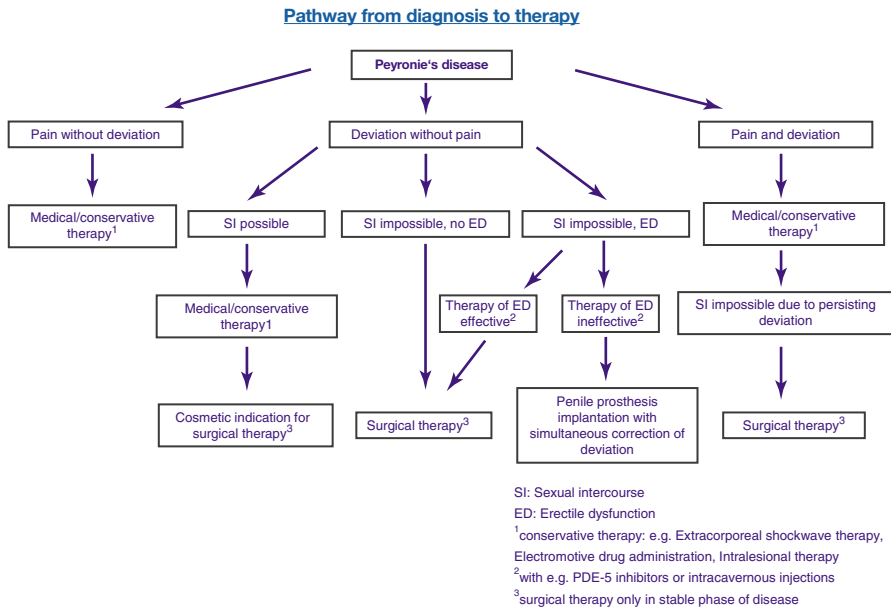 Pathway from diagnosis to therapy
Peyronie's disease
Pain without deviation
Deviation without pain
Pain and deviation
Medical/conservative
therapy¹
SI possible
SI impossible, no ED
SI impossible, ED
Medical/conservative
therapy¹
Medical/conservative
therapy1
Therapy of ED
effective²
Therapy of ED
ineffective²
SI impossible due to persisting
deviation
Cosmetic indication for
surgical therapy³
Surgical therapy³
Penile prosthesis
implantation with
simultaneous correction of
deviation
Surgical therapy³
SI: Sexual intercourse
ED: Erectile dysfunction
¹conservative therapy: e.g. Extracorporeal shockwave therapy,
Electromotive drug administration, Intralesional therapy
²with e.g. PDE-5 inhibitors or intracavernous injections
³surgical therapy only in stable phase of disease